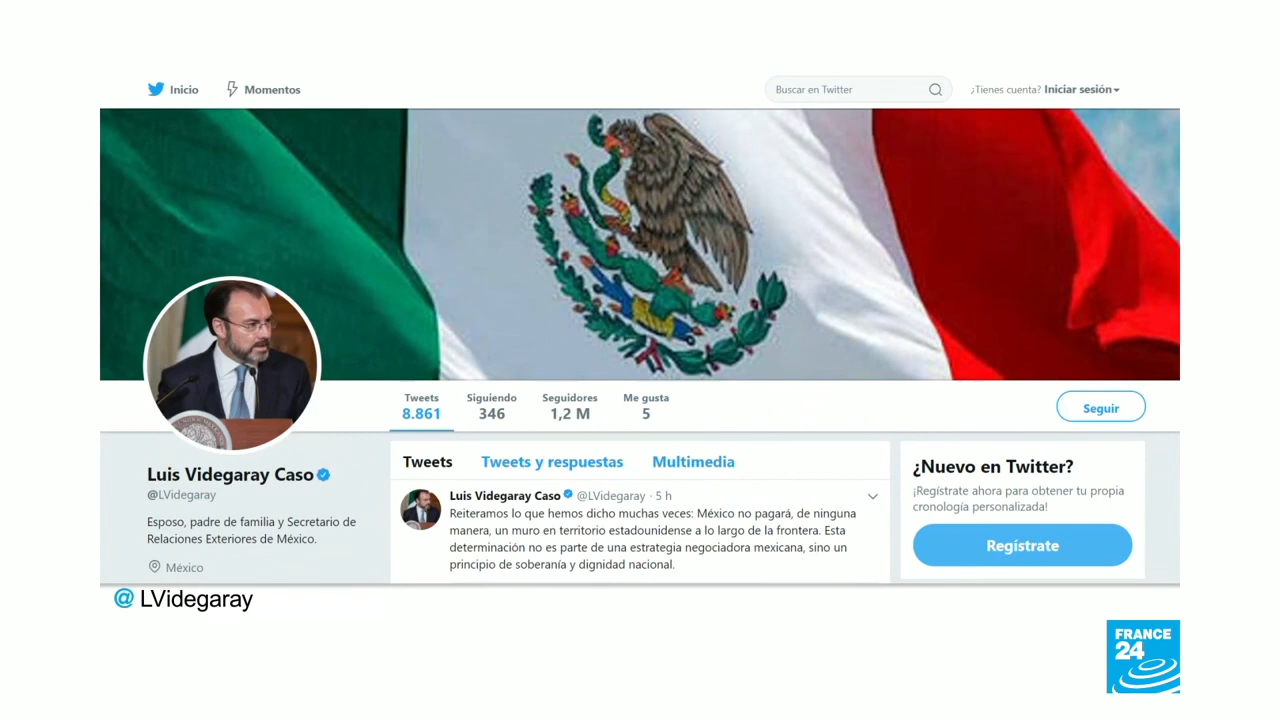 Inicio
Momentos
Buscar en Twitter
¿Tienes cuenta? Iniciar sesión
Tweets
8.861
Siguiendo
346
Seguidores
1,2 M
Me gusta
5
Seguir
Luis Videgaray Caso
@LVidegaray
Esposo, padre de familia y Secretario de
Relaciones Exteriores de México.
México
Tweets Tweets y respuestas Multimedia
Luis Videgaray Caso @LVidegaray · 5 h
Reiteramos lo que hemos dicho muchas veces: México no pagará, de ninguna
manera, un muro en territorio estadounidense a lo largo de la frontera. Esta
determinación no es parte de una estrategia negociadora mexicana, sino un
principio de soberanía y dignidad nacional.
¿Nuevo en Twitter?
¡Regístrate ahora para obtener tu propia
cronología personalizada!
Regístrate
@ LVidegaray
FRANCE
24